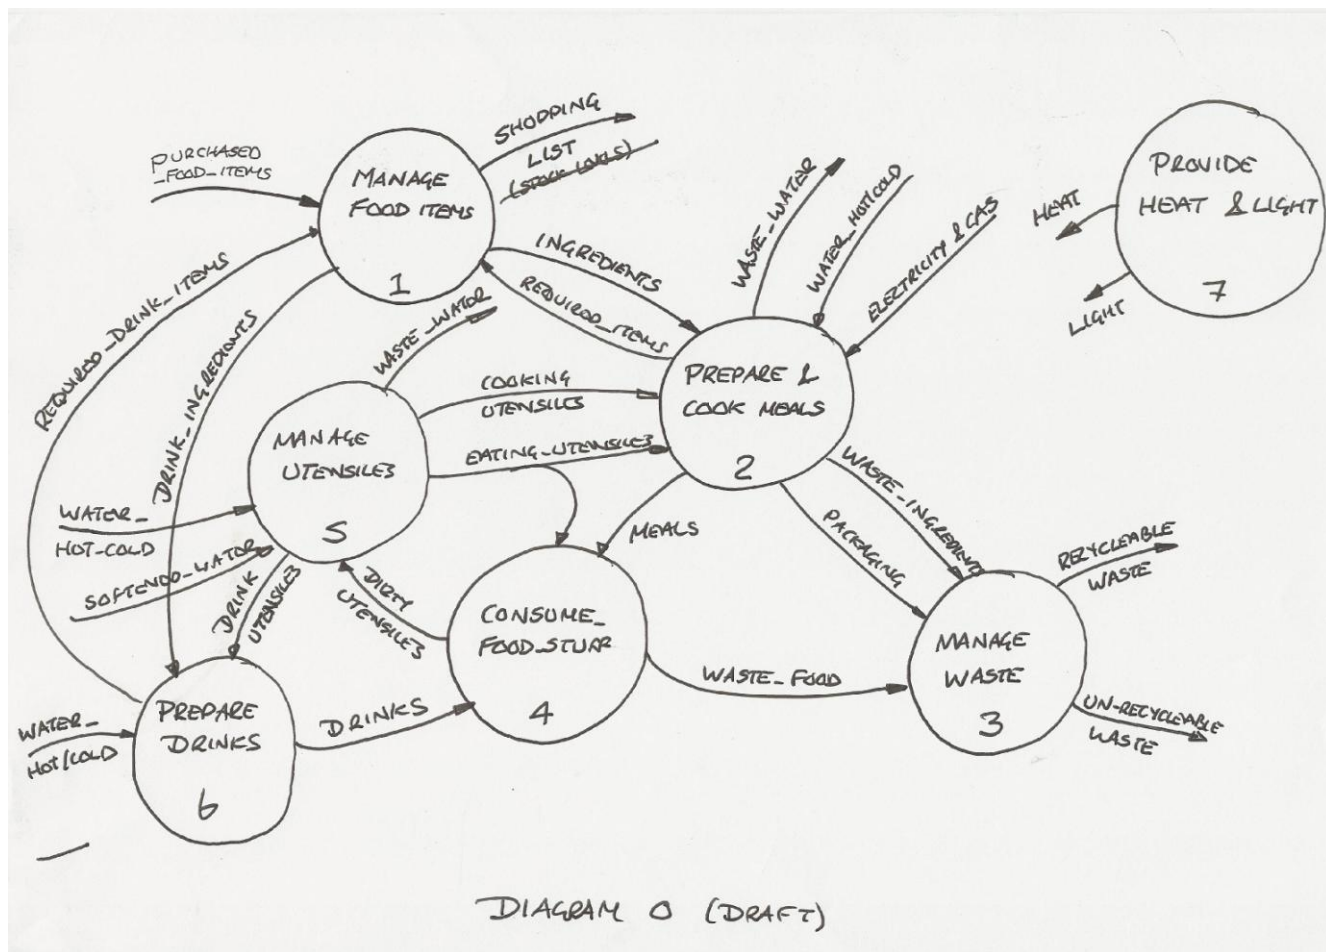 PURCHASED
_FOOD_ITEMS
SHOPPING
LIST
(STOCK LEVELS)
MANAGE
FOOD ITEMS
1
REQUIRED_DRINK_ITEMS
DRINK_INGREDIENTS
INGREDIENTS
REQUIRED_ITEMS
WASTE_WATER
WATER_HOT/COLD
ELECTRICITY & GAS
PROVIDE
HEAT & LIGHT
7
HEAT
LIGHT
WASTE_WATER
PREPARE &
COOK MEALS
2
COOKING
UTENSILES
EATING_UTENSILES
MANAGE
UTENSILES
5
WATER_
HOT-COLD
SOFTEND_WATER
DRINK
UTENSILES
DIRTY
UTENSILES
MEALS
WASTE_INGREDIENTS
PACKAGING
CONSUME_
FOOD_STUFF
4
WASTE_FOOD
MANAGE
WASTE
3
RECYCLEABLE
WASTE
UN-RECYCLEABLE
WASTE
PREPARE
DRINKS
6
DRINKS
WATER_
HOT/COLD
DIAGRAM 0 (DRAFT)